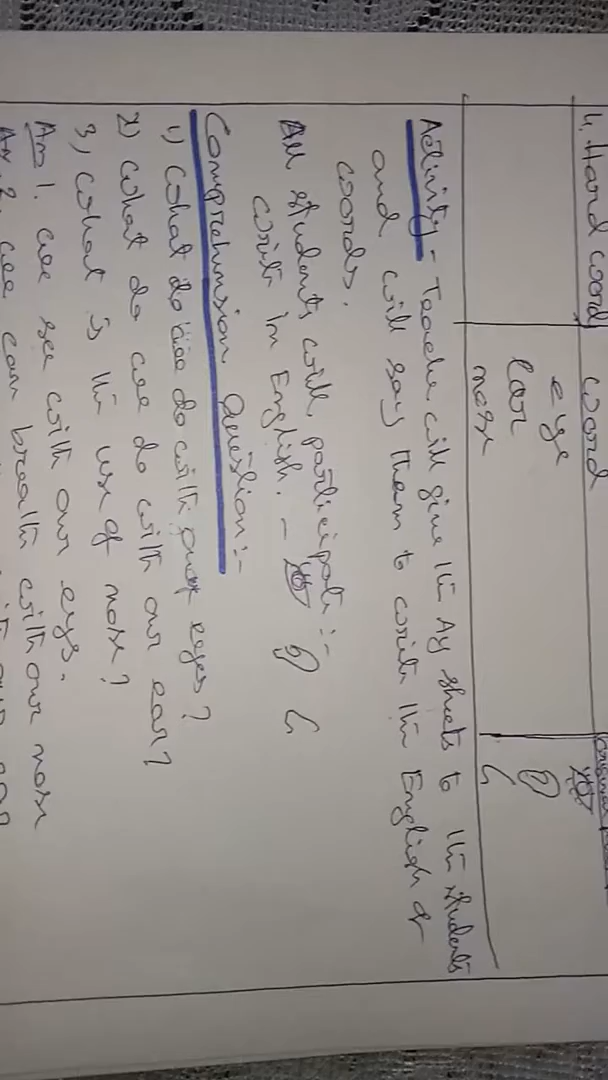 4. Hard word
word
eye
Ear
nose
Activity - Teacher will give the A4 sheets to the students
and will say them to write the English of
words.
All students will participate :-
write in English. -
Comprehension Question :-
1) What do we do with our eyes ?
2) What do we do with our ear ?
3) What is the use of nose ?
Ans 1. we see with our eyes.
Ans 2. we can breath with our nose